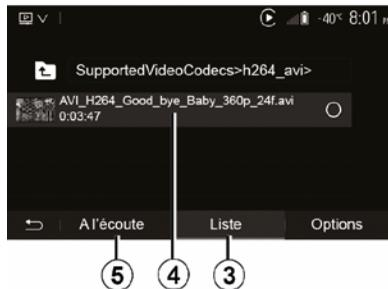 -40°C 8:01
SupportedVideoCodecs>h264_avi>
AVI_H264_Good_bye_Baby_360p_24f.avi
0:03:47
A l'écoute Liste Options
5 4 3